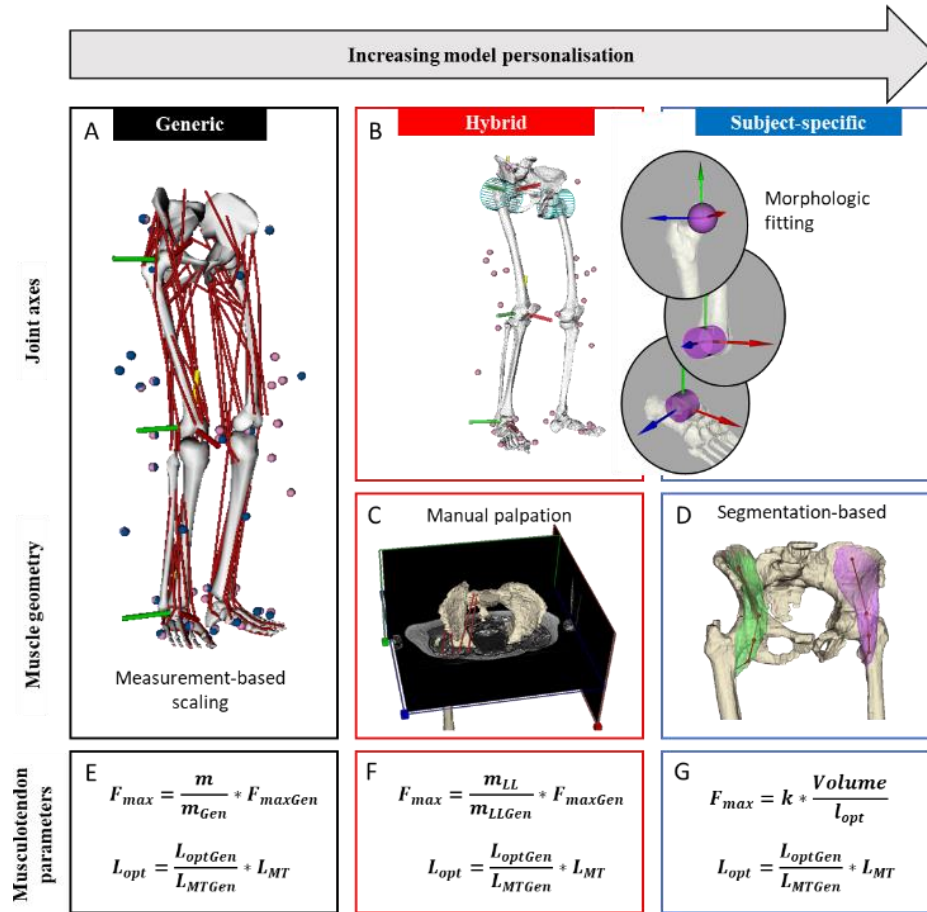 Increasing model personalisation
A
Generic
B
Hybrid
Subject-specific
Morphologic
fitting
Joint axes
Measurement-based
scaling
Muscle geometry
C
Manual palpation
D
Segmentation-based
Musculotendon
parameters
E
F_max = m / m_Gen * F_maxGen
L_opt = L_optGen / L_MTGen * L_MT
F
F_max = m_LL / m_LLGen * F_maxGen
L_opt = L_optGen / L_MTGen * L_MT
G
F_max = k * Volume / l_opt
L_opt = L_optGen / L_MTGen * L_MT